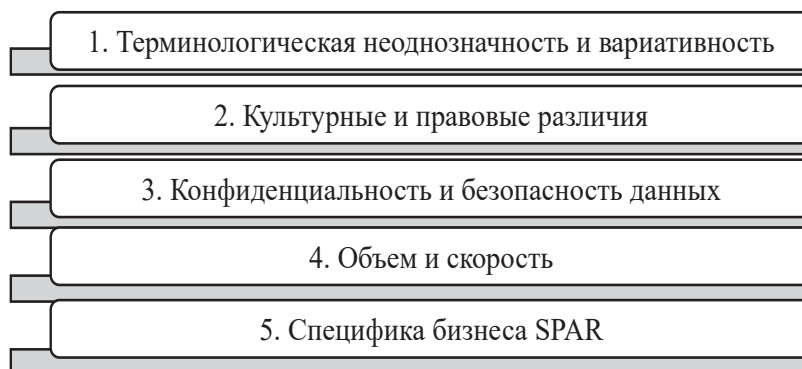 1. Терминологическая неоднозначность и вариативность
2. Культурные и правовые различия
3. Конфиденциальность и безопасность данных
4. Объем и скорость
5. Специфика бизнеса SPAR